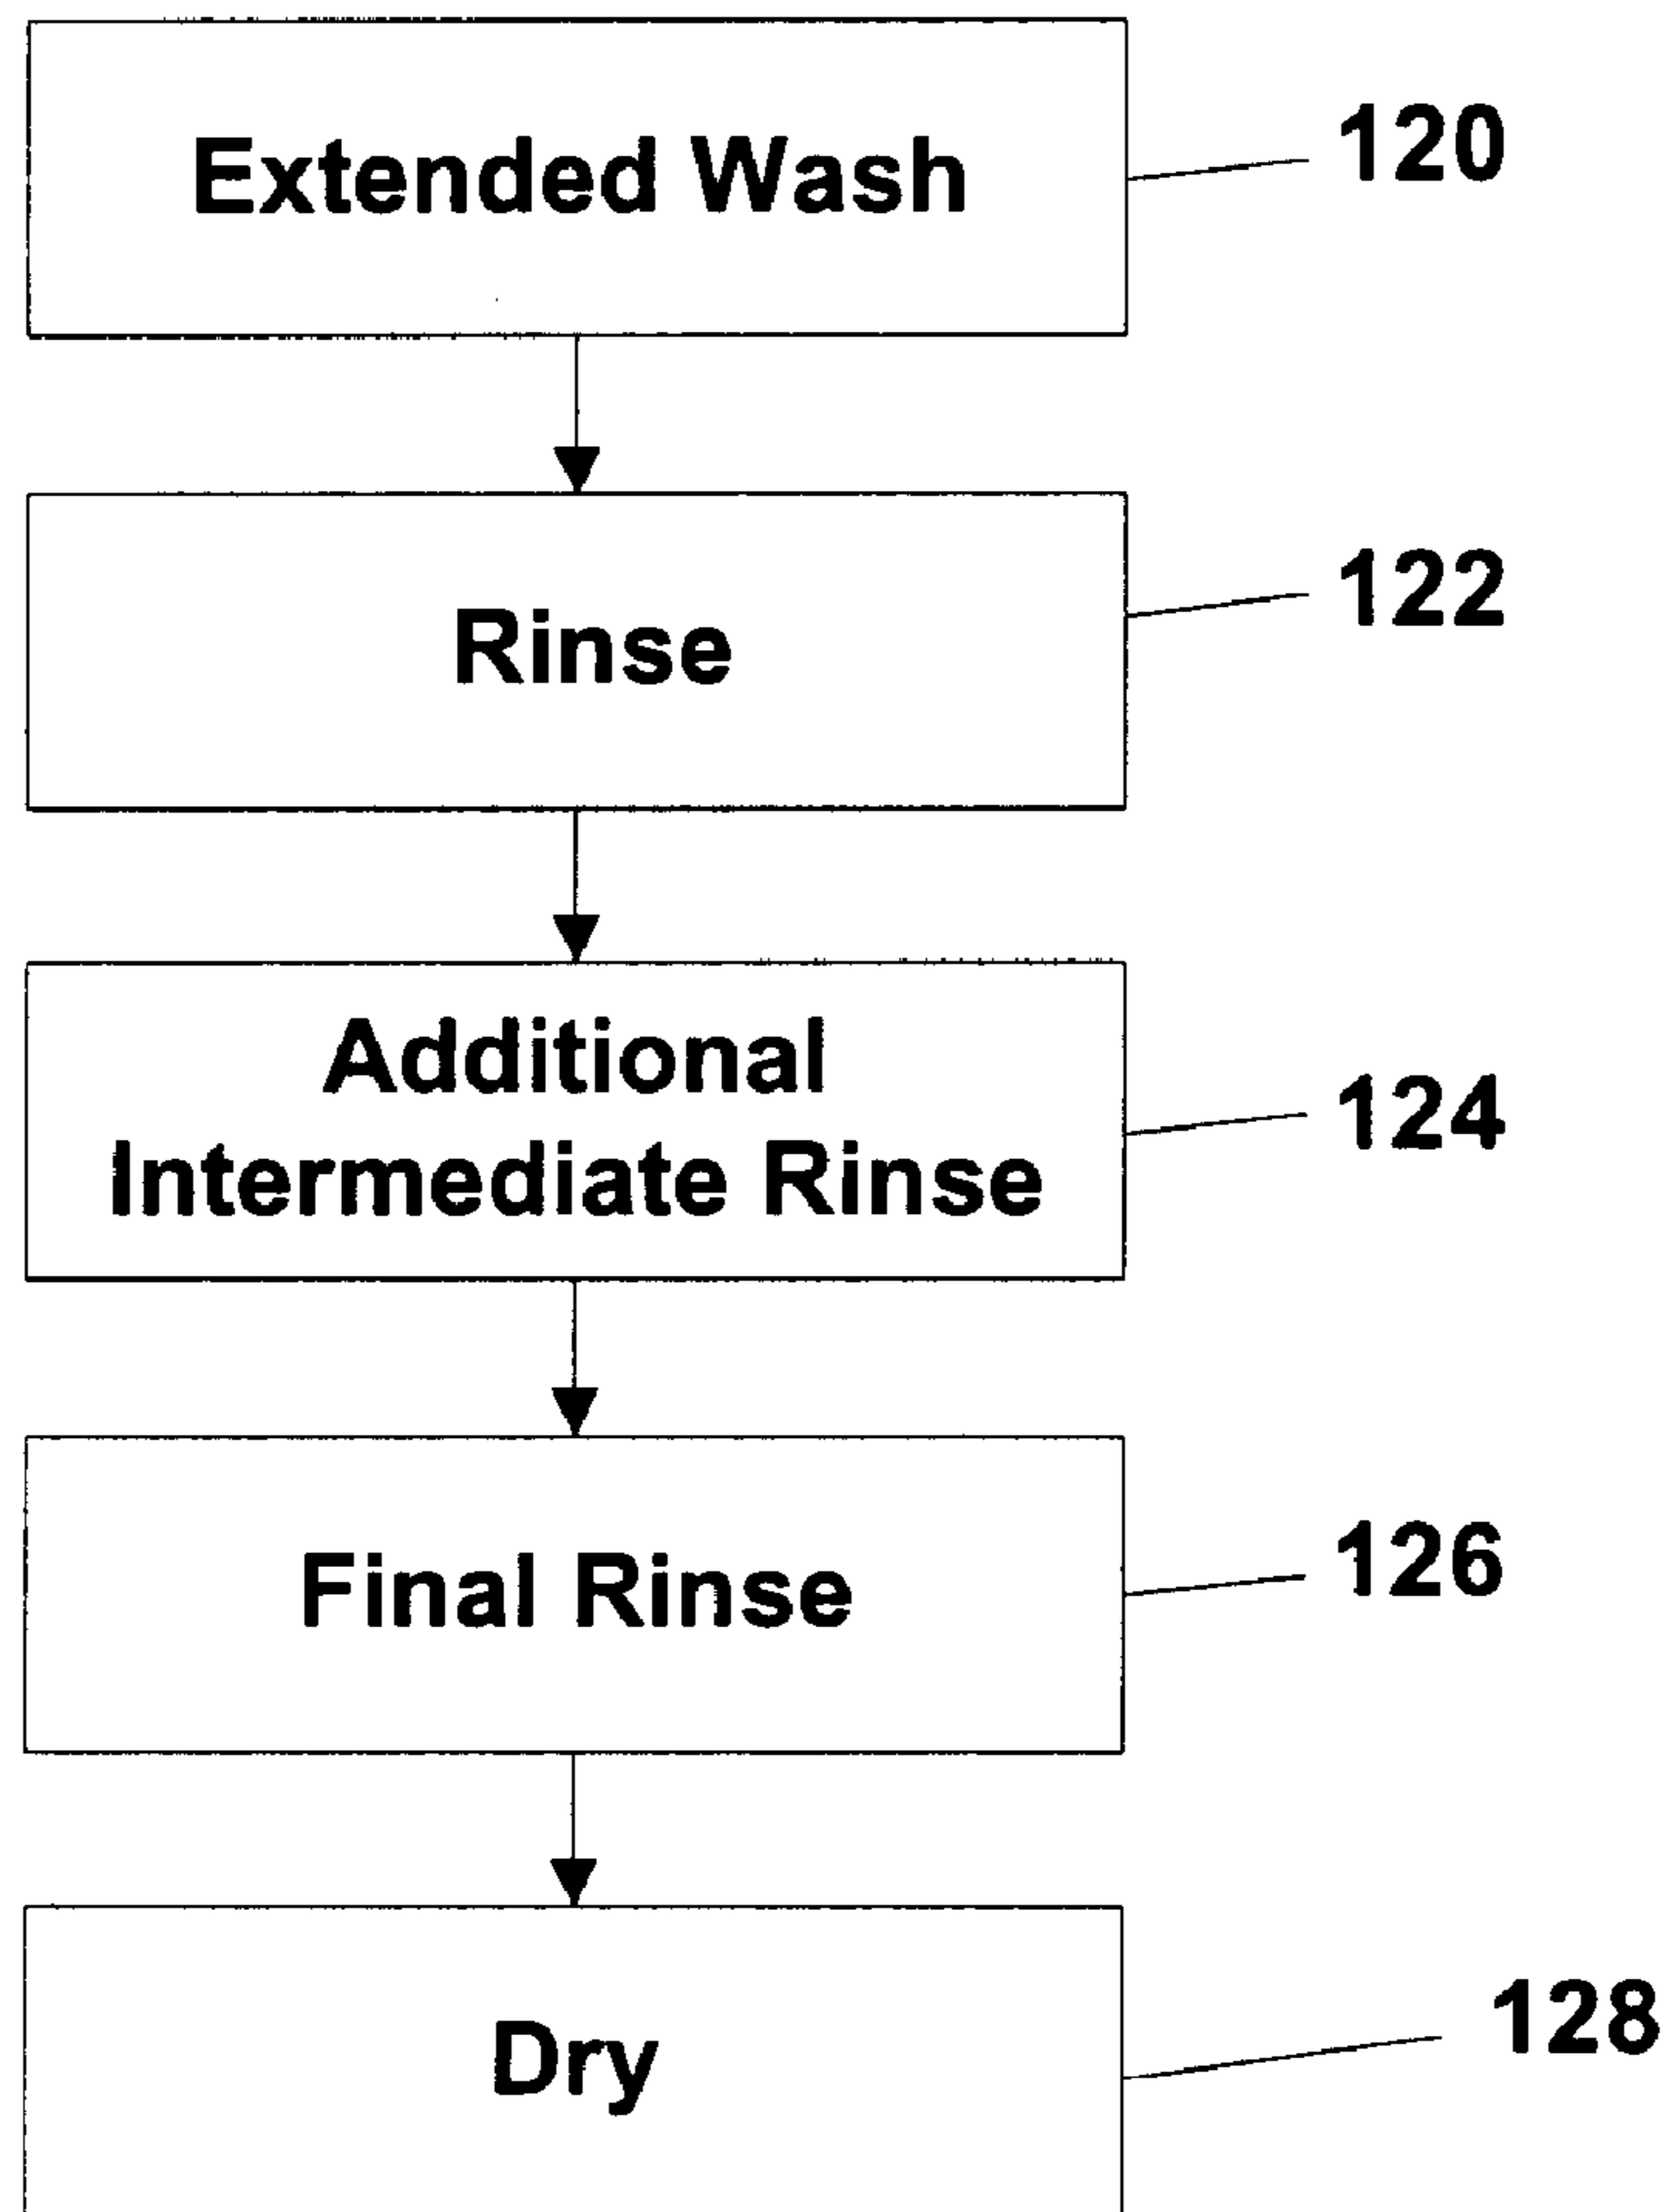 Extended Wash
120
Rinse
122
Additional
Intermediate Rinse
124
Final Rinse
126
Dry
128